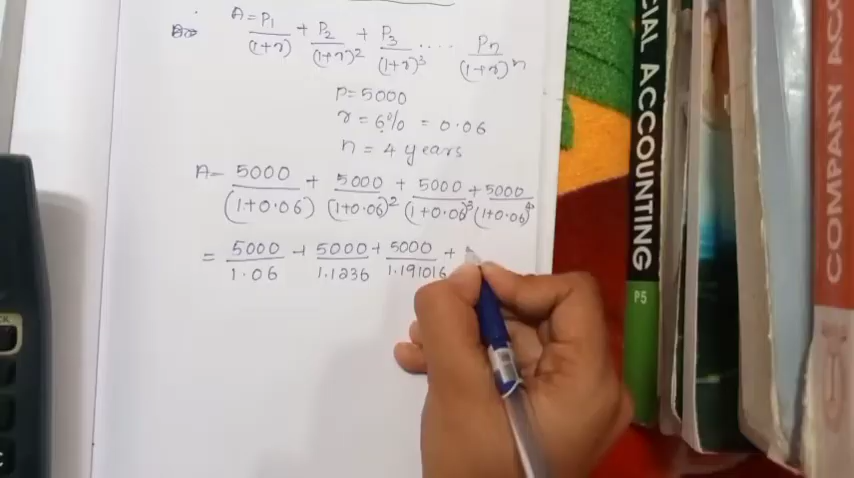 A = P1/(1+r) + P2/(1+r)² + P3/(1+r)³ .... Pn/(1+r)ⁿ
P = 5000
r = 6% = 0.06
n = 4 years
A = 5000/(1+0.06) + 5000/(1+0.06)² + 5000/(1+0.06)³ + 5000/(1+0.06)⁴
= 5000/1.06 + 5000/1.1236 + 5000/1.191016 +
CIAL ACCOUNTING
P5
COMPANY ACC